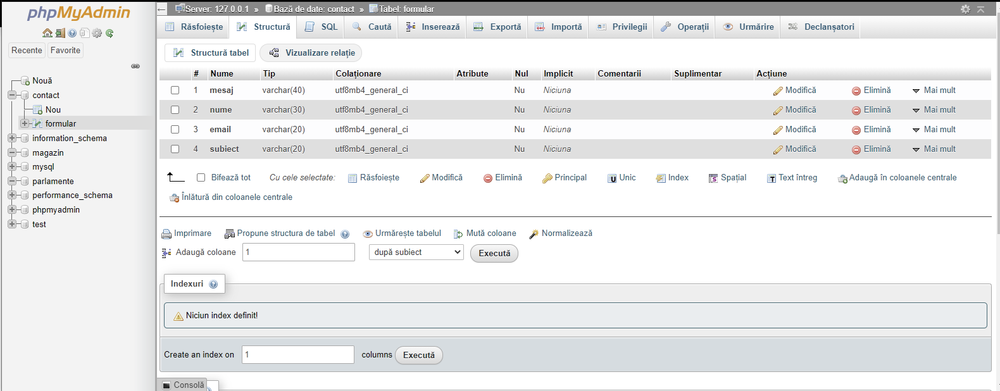 phpMyAdmin
Recente Favorite
Nouă
contact
Nou
formular
information_schema
magazin
mysql
parlamente
performance_schema
phpmyadmin
test
Server: 127.0.0.1 » Bază de date: contact » Tabel: formular
Răsfoiește Structură SQL Caută Inserează Exportă Importă Privilegii Operații Urmărire Declanșatori
Structură tabel Vizualizare relație
# Nume Tip Colaționare Atribute Nul Implicit Comentarii Suplimentar Acțiune
1 mesaj varchar(40) utf8mb4_general_ci Nu Niciuna Modifică Elimină Mai mult
2 nume varchar(30) utf8mb4_general_ci Nu Niciuna Modifică Elimină Mai mult
3 email varchar(20) utf8mb4_general_ci Nu Niciuna Modifică Elimină Mai mult
4 subiect varchar(20) utf8mb4_general_ci Nu Niciuna Modifică Elimină Mai mult
Bifează tot Cu cele selectate: Răsfoiește Modifică Elimină Principal Unic Index Spațial Text întreg Adaugă în coloanele centrale
Înlătură din coloanele centrale
Imprimare Propune structura de tabel Urmărește tabelul Mută coloane Normalizează
Adaugă coloane 1 după subiect Execută
Indexuri
Niciun index definit!
Create an index on 1 columns Execută
Consolă